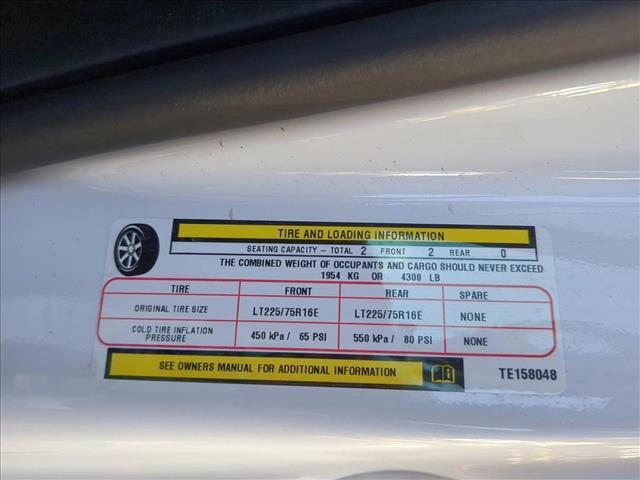 TIRE AND LOADING INFORMATION
SEATING CAPACITY - TOTAL 2 FRONT 2 REAR 0
THE COMBINED WEIGHT OF OCCUPANTS AND CARGO SHOULD NEVER EXCEED
1954 KG OR 4308 LB
TIRE FRONT REAR SPARE
ORIGINAL TIRE SIZE LT225/75R16E LT225/75R16E NONE
COLD TIRE INFLATION PRESSURE 450 kPa / 65 PSI 550 kPa / 80 PSI NONE
SEE OWNERS MANUAL FOR ADDITIONAL INFORMATION
TE158048